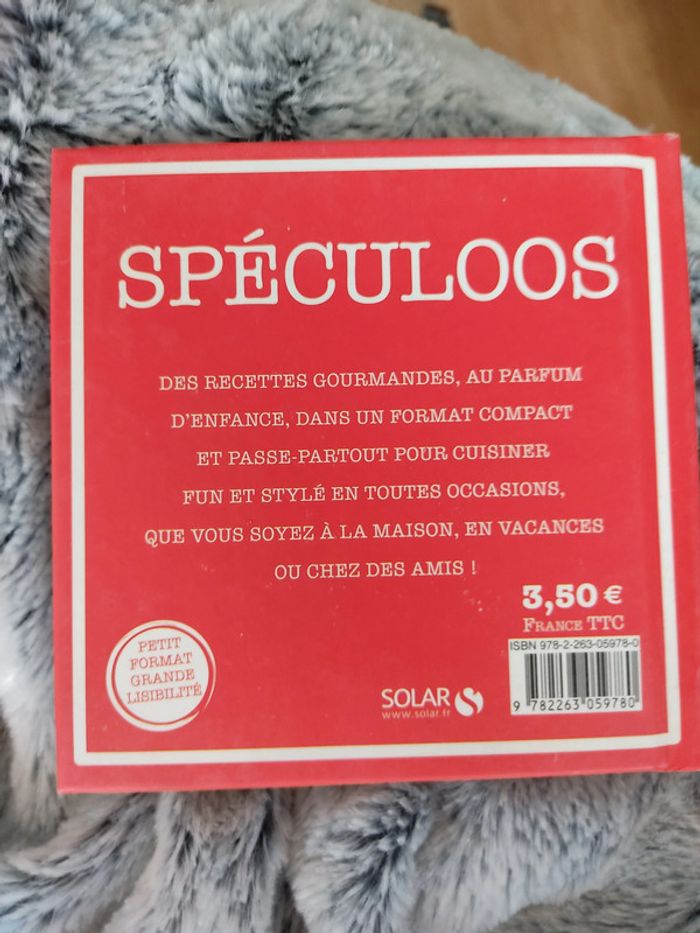 SPÉCULOOS
DES RECETTES GOURMANDES, AU PARFUM
D'ENFANCE, DANS UN FORMAT COMPACT
ET PASSE-PARTOUT POUR CUISINER
FUN ET STYLÉ EN TOUTES OCCASIONS,
QUE VOUS SOYEZ À LA MAISON, EN VACANCES
OU CHEZ DES AMIS !
3,50 €
FRANCE TTC
ISBN 978-2-263-05978-0
9 782263 059780
PETIT
FORMAT
GRANDE
LISIBILITÉ
SOLAR
www.solar.fr